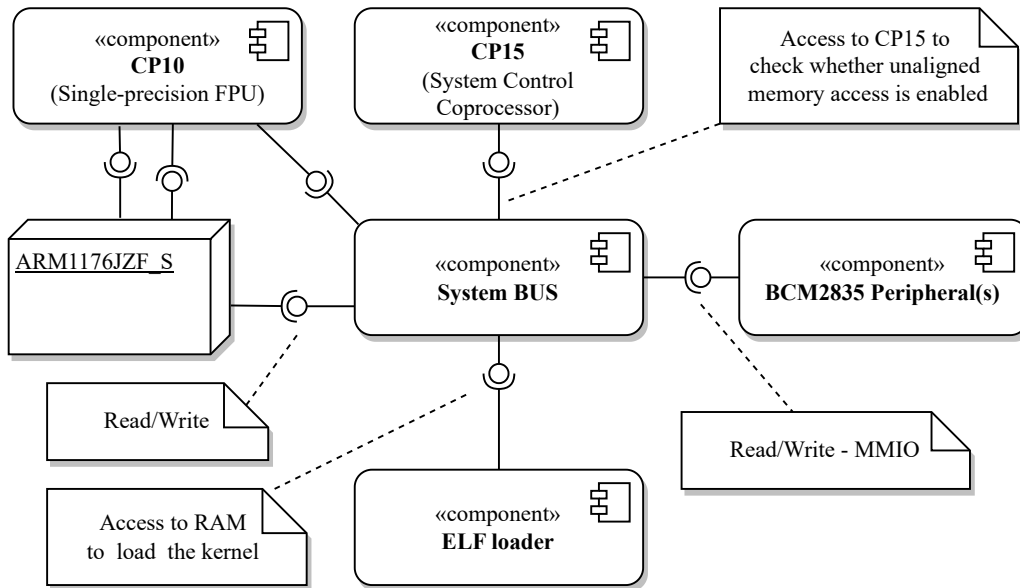 «component»
CP10
(Single-precision FPU)
«component»
CP15
(System Control
Coprocessor)
Access to CP15 to
check whether unaligned
memory access is enabled
ARM1176JZF_S
«component»
System BUS
«component»
BCM2835 Peripheral(s)
Read/Write
Read/Write - MMIO
Access to RAM
to load the kernel
«component»
ELF loader